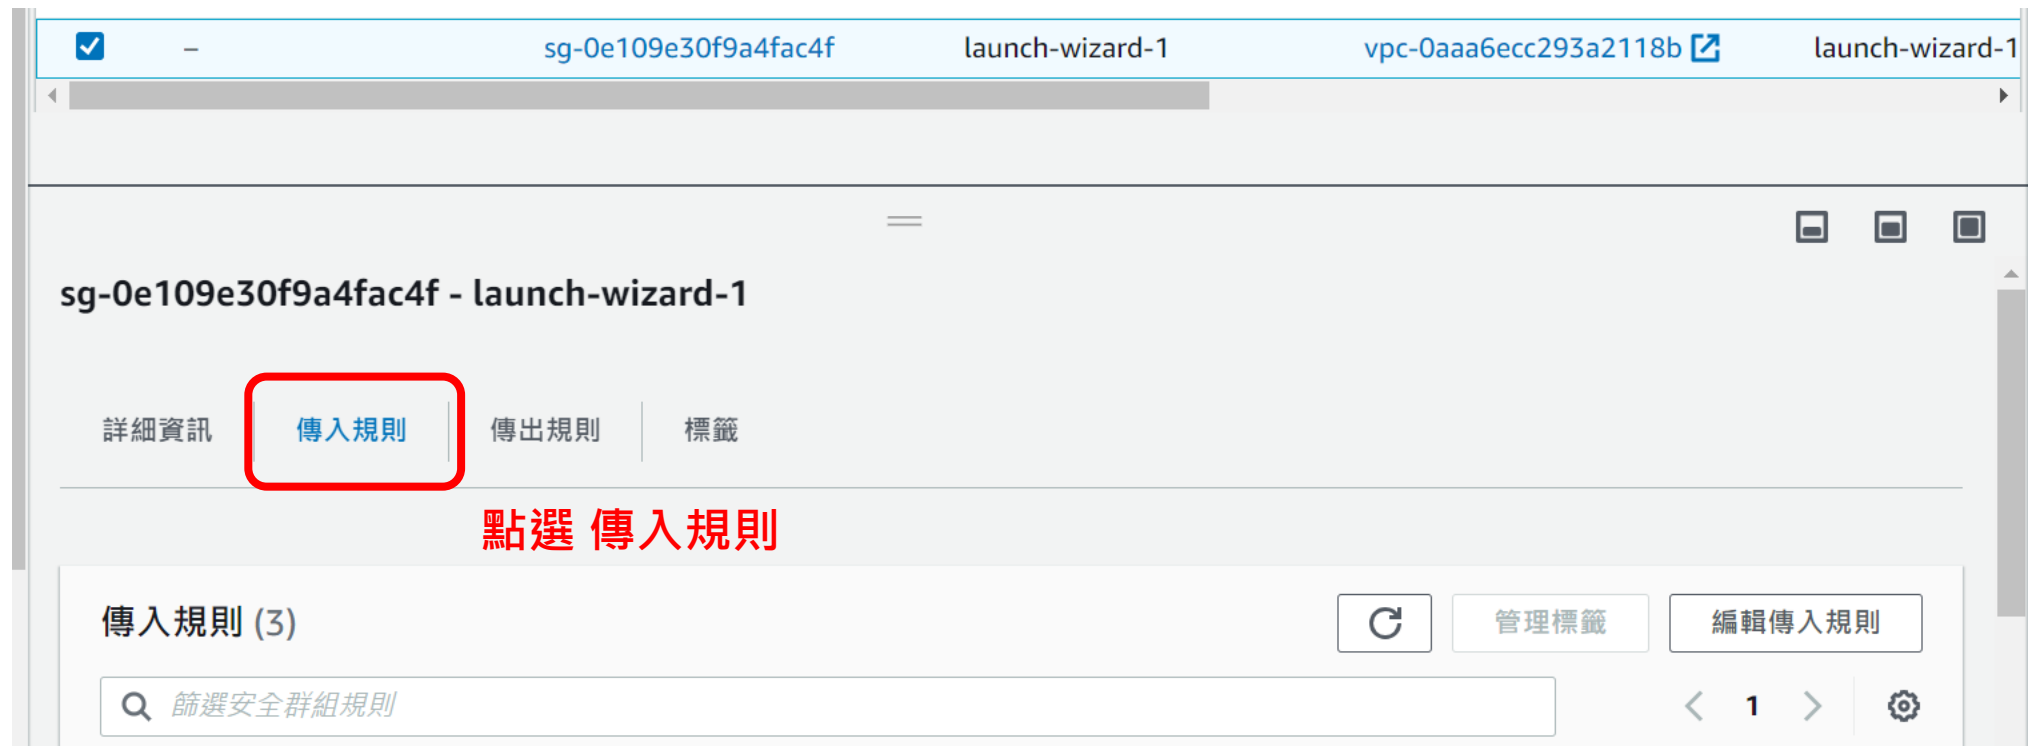 – sg-0e109e30f9a4fac4f launch-wizard-1 vpc-0aaa6ecc293a2118b launch-wizard-1
sg-0e109e30f9a4fac4f - launch-wizard-1
詳細資訊 傳入規則 傳出規則 標籤
點選 傳入規則
傳入規則 (3) 管理標籤 編輯傳入規則
篩選安全群組規則 1